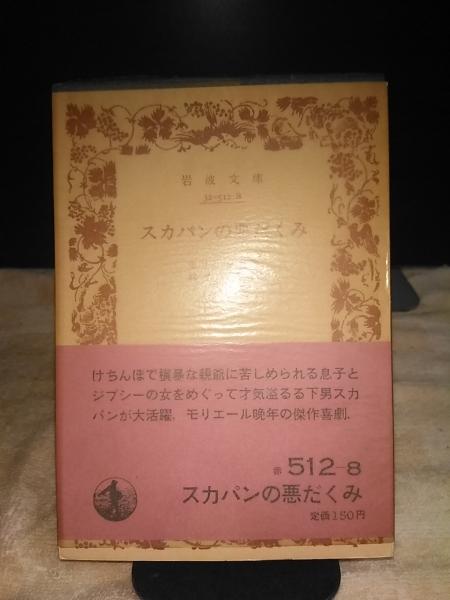 岩波文庫
32-512-8
スカパンの悪だくみ
けちんぼで横暴な親爺に苦しめられる息子と
ジプシーの女をめぐって才気溢るる下男スカ
パンが大活躍．モリエール晩年の傑作喜劇．
赤 512-8
スカパンの悪だくみ
定価150円